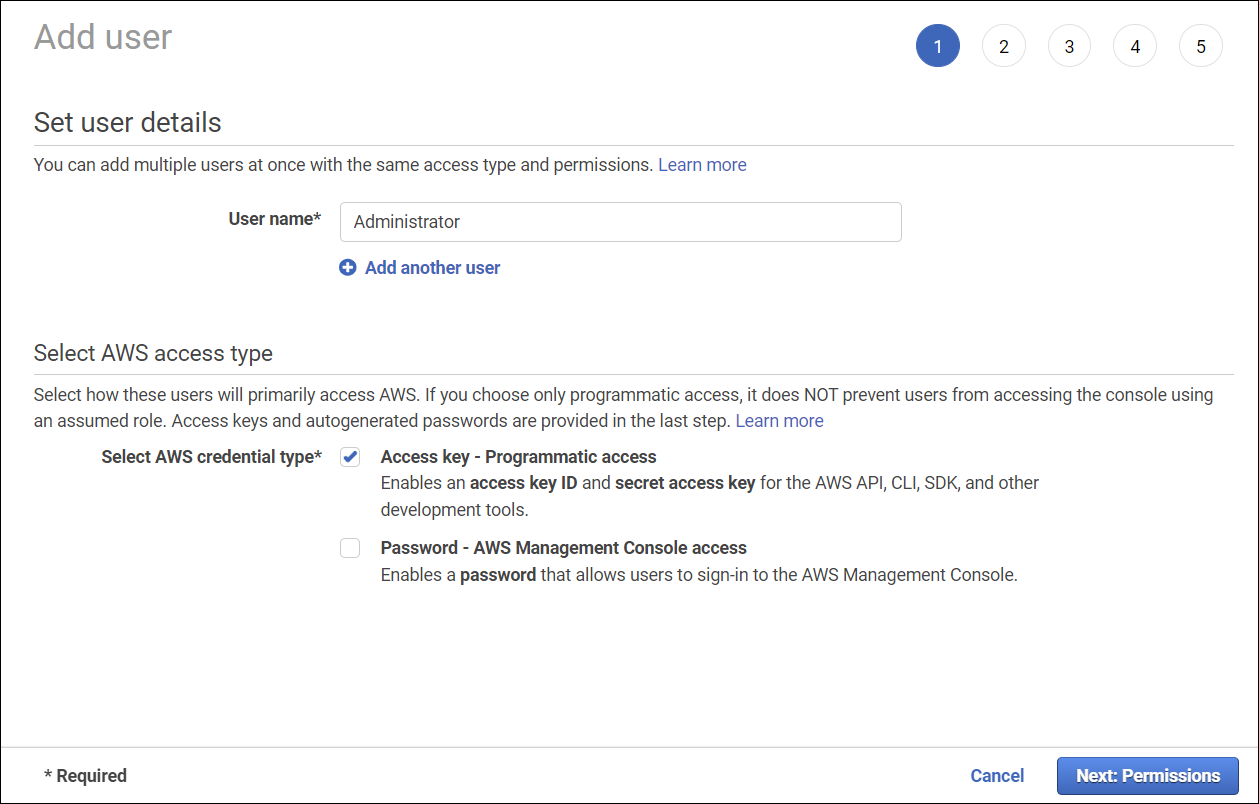 Add user
1 2 3 4 5
Set user details
You can add multiple users at once with the same access type and permissions. Learn more
User name* Administrator
Add another user
Select AWS access type
Select how these users will primarily access AWS. If you choose only programmatic access, it does NOT prevent users from accessing the console using
an assumed role. Access keys and autogenerated passwords are provided in the last step. Learn more
Select AWS credential type* Access key - Programmatic access
Enables an access key ID and secret access key for the AWS API, CLI, SDK, and other
development tools.
Password - AWS Management Console access
Enables a password that allows users to sign-in to the AWS Management Console.
* Required Cancel Next: Permissions